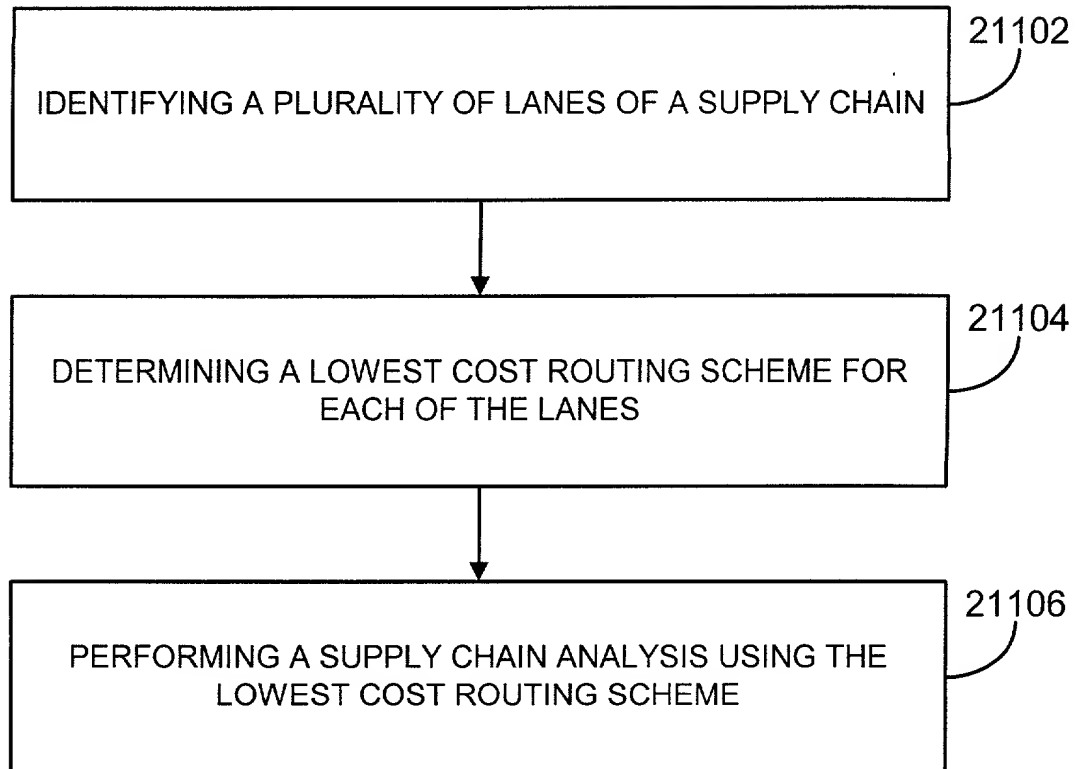 21102
IDENTIFYING A PLURALITY OF LANES OF A SUPPLY CHAIN
21104
DETERMINING A LOWEST COST ROUTING SCHEME FOR
EACH OF THE LANES
21106
PERFORMING A SUPPLY CHAIN ANALYSIS USING THE
LOWEST COST ROUTING SCHEME